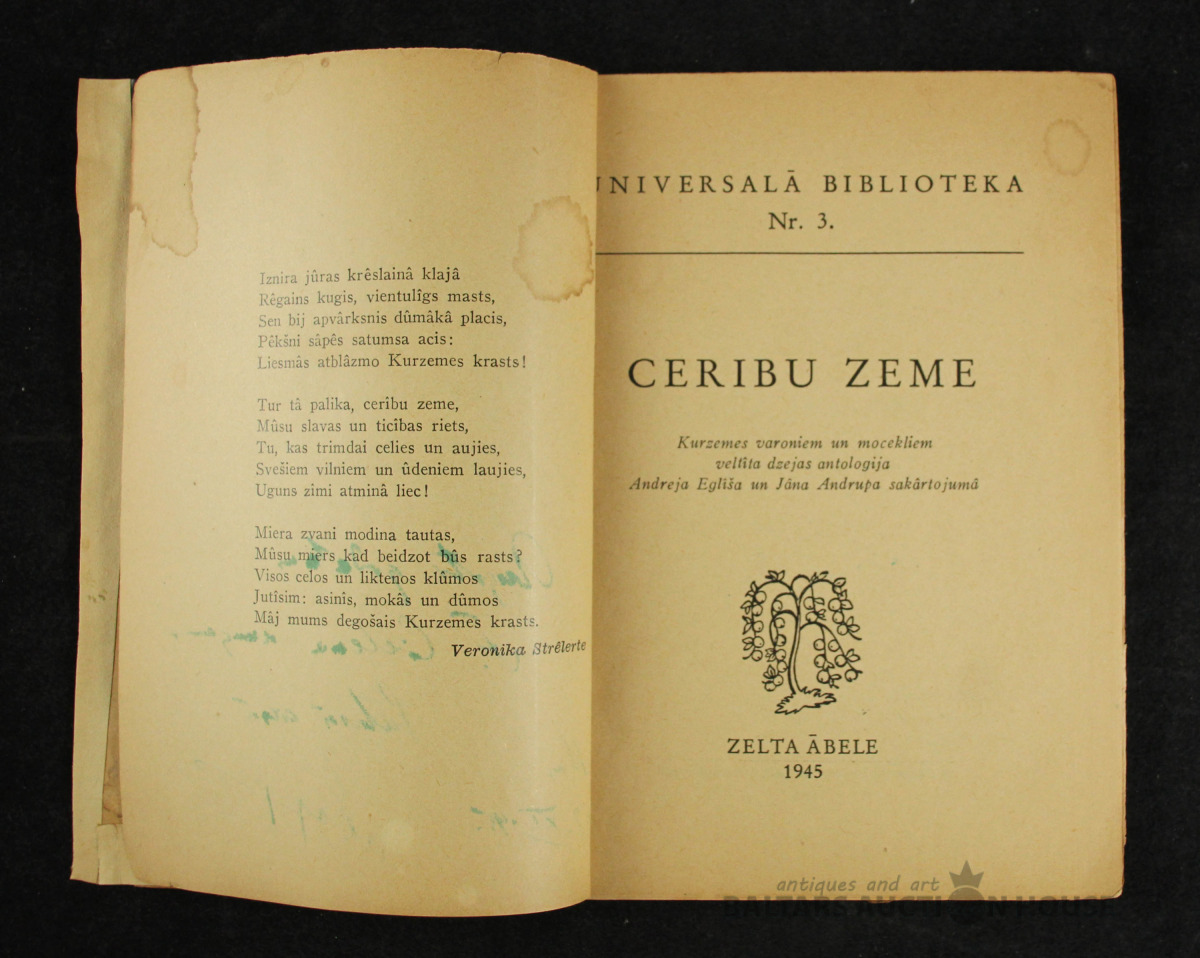 Iznira jûras krêslainâ klajâ
Rêgains kugis, vientulîgs masts,
Sen bij apvârksnis dûmâkâ placis,
Pêkšni sâpês satumsa acis:
Liesmâs atblâzmo Kurzemes krasts!
Tur tâ palika, cerîbu zeme,
Mûsu slavas un ticîbas riets,
Tu, kas trimdai celies un aujies,
Svešiem vilniem un ûdeniem laujies,
Uguns zîmi atminâ liec!
Miera zvani modina tautas,
Mûsu miers kad beidzot bûs rasts?
Visos celos un liktenos klûmos
Jutîsim: asinîs, mokâs un dûmos
Mâj mums degošais Kurzemes krasts.
Veronika Strêlerte
UNIVERSALĀ BIBLIOTEKA
Nr. 3.
CERIBU ZEME
Kurzemes varoniem un mocekliem
veltîta dzejas antologija
Andreja Eglîša un Jâna Andrupa sakârtojumâ
ZELTA ĀBELE
1945
antiques and art
BALTARS AUCTION HOUSE